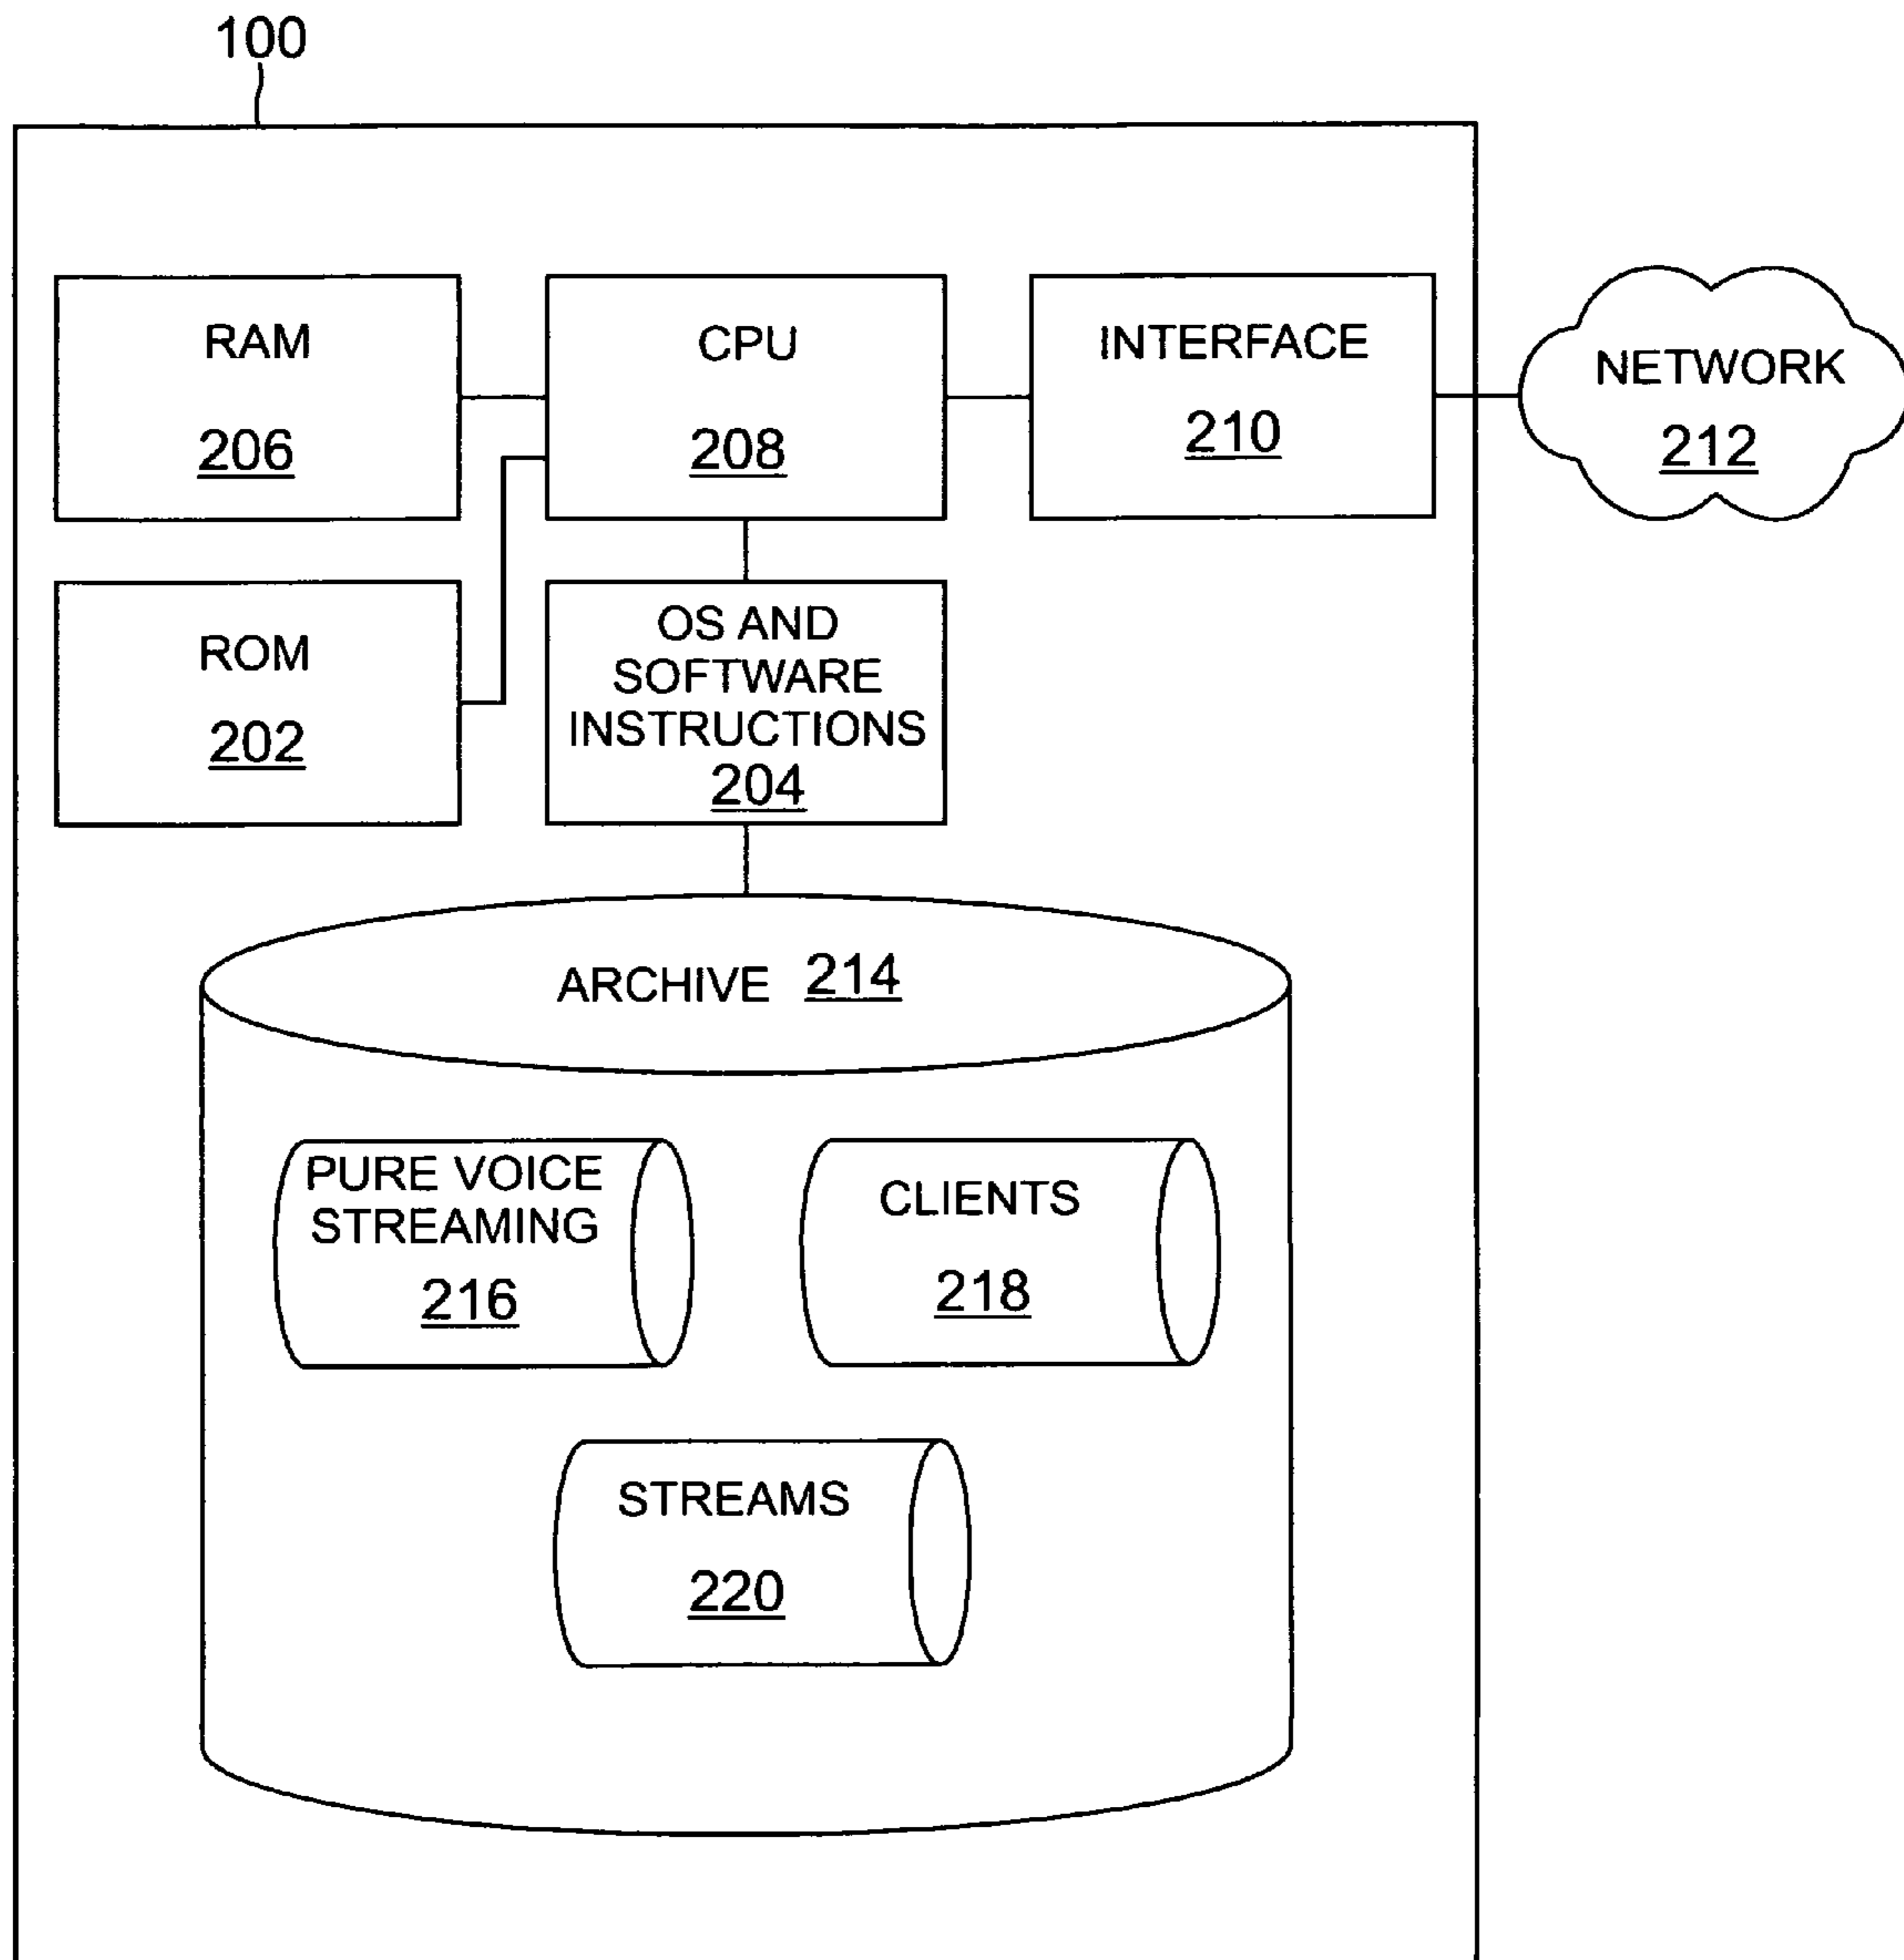 100
RAM
206
CPU
208
INTERFACE
210
NETWORK
212
ROM
202
OS AND
SOFTWARE
INSTRUCTIONS
204
ARCHIVE 214
PURE VOICE
STREAMING
216
CLIENTS
218
STREAMS
220